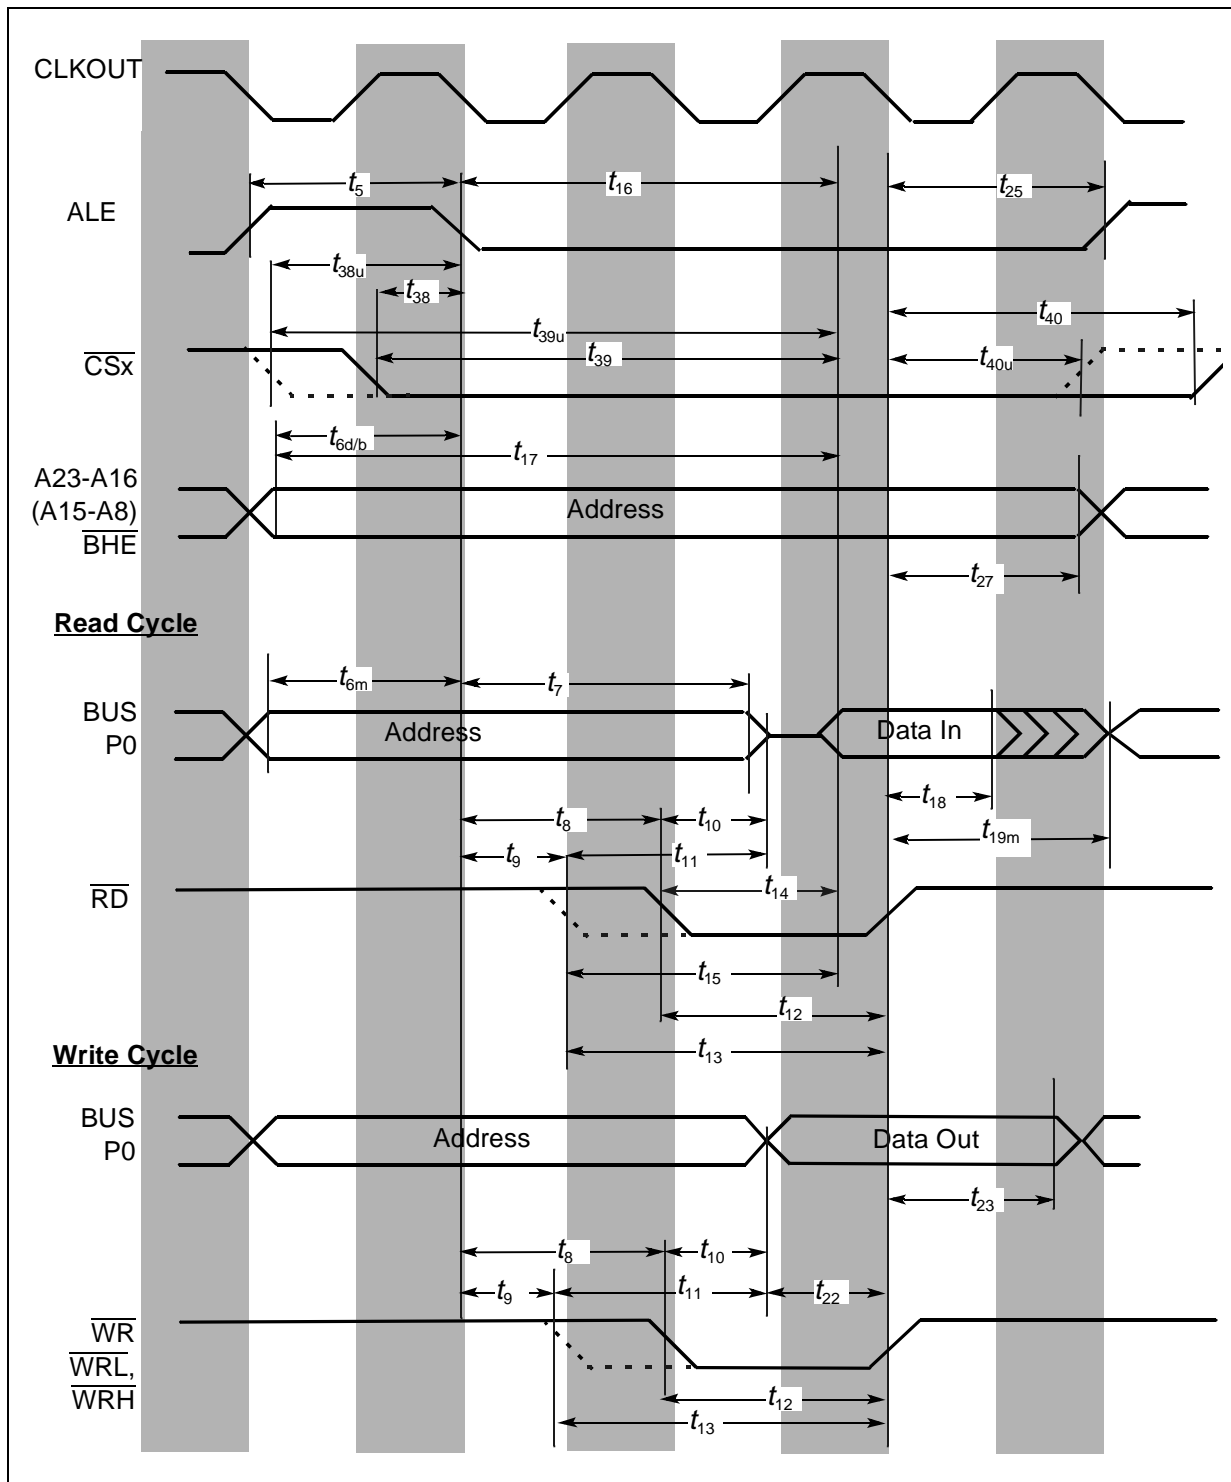 CLKOUT
t5
t16
t25
ALE
t38u
t38
t40
t39u
t39
t40u
CSx
t6d/b
t17
A23-A16
(A15-A8)
BHE
Address
t27
Read Cycle
t6m
t7
BUS
P0
Address
Data In
t18
t8
t10
t19m
t9
t11
RD
t14
t15
t12
t13
Write Cycle
BUS
P0
Address
Data Out
t23
t8
t10
t9
t11
t22
WR
WRL,
WRH
t12
t13